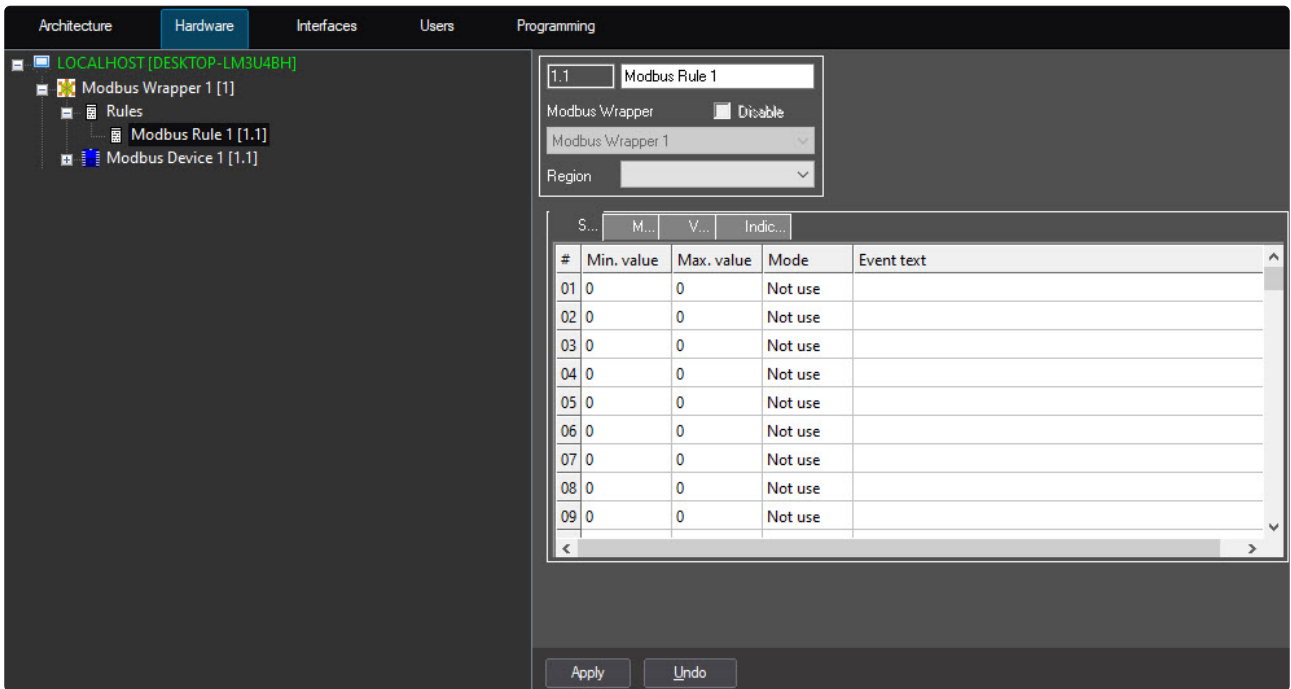 Architecture Hardware Interfaces Users Programming
LOCALHOST [DESKTOP-LM3U4BH]
Modbus Wrapper 1 [1]
Rules
Modbus Rule 1 [1.1]
Modbus Device 1 [1.1]
1.1 Modbus Rule 1
Modbus Wrapper Disable
Modbus Wrapper 1
Region
S... M... V... Indic...
# Min. value Max. value Mode Event text
01 0 0 Not use
02 0 0 Not use
03 0 0 Not use
04 0 0 Not use
05 0 0 Not use
06 0 0 Not use
07 0 0 Not use
08 0 0 Not use
09 0 0 Not use
Apply Undo